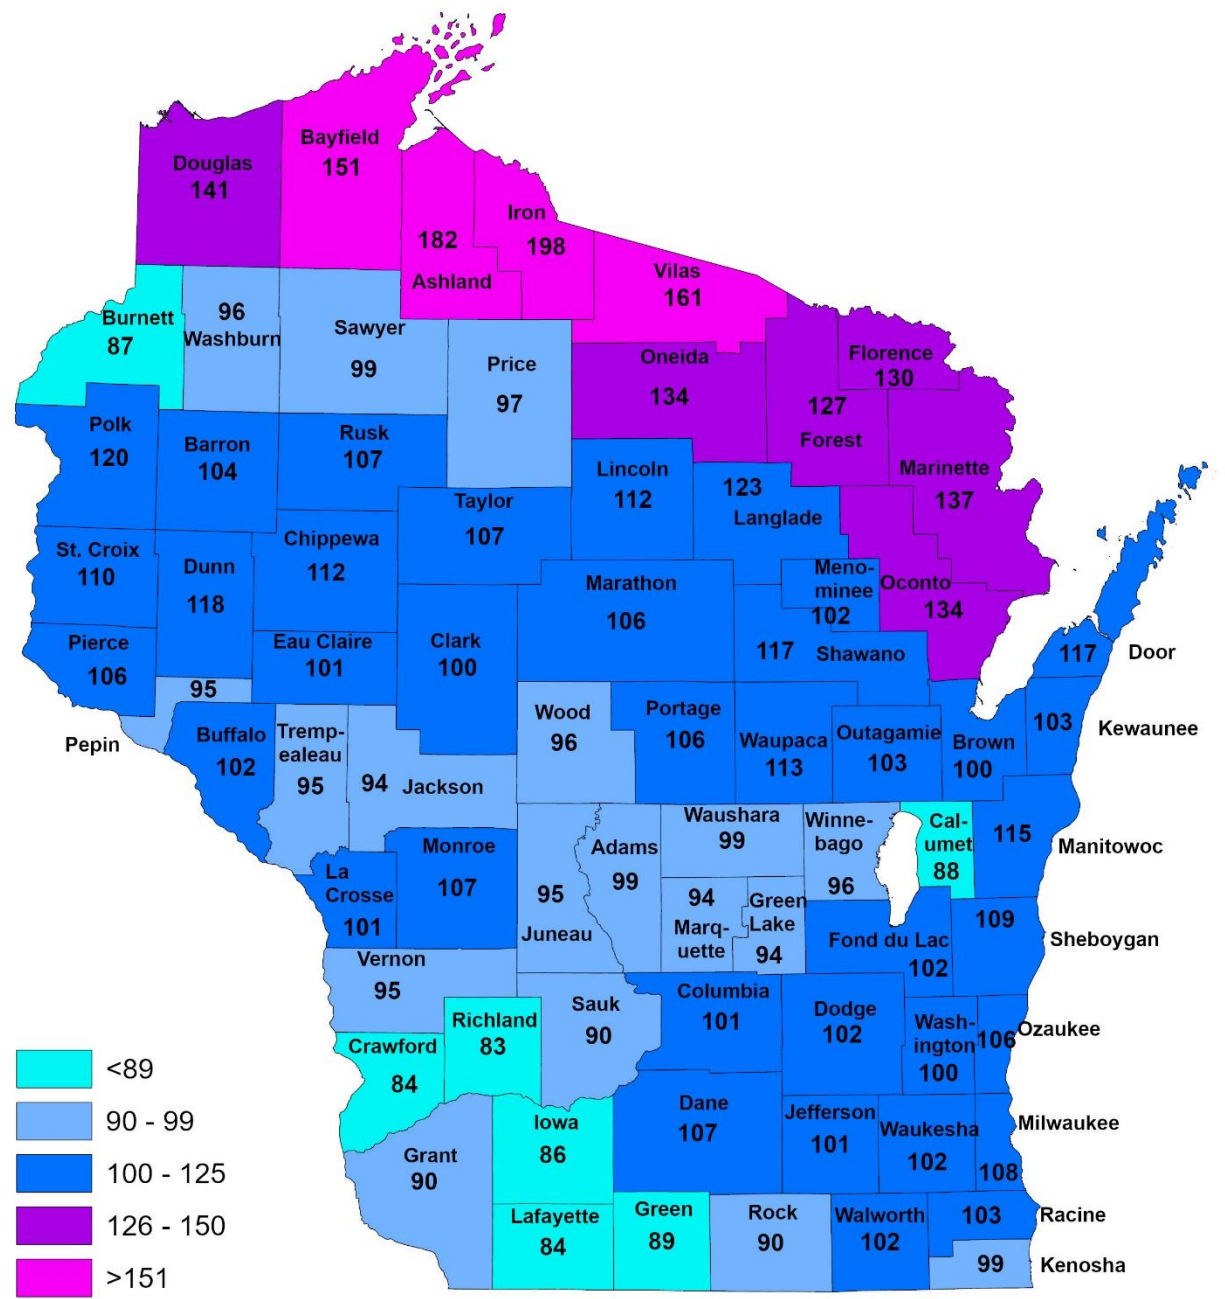 Bayfield
151
Douglas
141
Iron
198
182
Ashland
Vilas
161
Burnett
87
96
Washburn
Sawyer
99
Price
97
Oneida
134
Florence
130
127
Forest
Marinette
137
Polk
120
Barron
104
Rusk
107
Lincoln
112
123
Langlade
Taylor
107
St. Croix
110
Dunn
118
Chippewa
112
Marathon
106
Meno-
minee
102
Oconto
134
Pierce
106
Eau Claire
101
Clark
100
117 Shawano
117
Door
95
Pepin
Buffalo
102
Tremp-
ealeau
95
94 Jackson
Wood
96
Portage
106
Waupaca
113
Outagamie
103
Brown
100
103
Kewaunee
Monroe
107
La
Crosse
101
95
Juneau
Adams
99
Waushara
99
Winne-
bago
96
Cal-
umet
88
115
Manitowoc
94
Marq-
uette
Green
Lake
94
Fond du Lac
102
109
Sheboygan
Vernon
95
Richland
83
Sauk
90
Columbia
101
Dodge
102
Wash-
ington
100
106
Ozaukee
Crawford
84
Grant
90
Iowa
86
Dane
107
Jefferson
101
Waukesha
102
Milwaukee
108
Lafayette
84
Green
89
Rock
90
Walworth
102
103
Racine
99
Kenosha
<89
90 - 99
100 - 125
126 - 150
>151